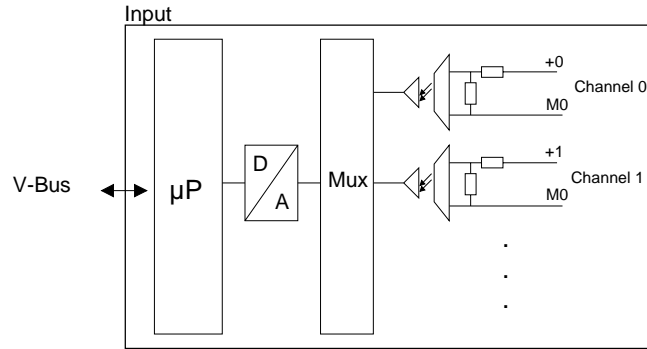 Input
+0
Channel 0
M0
+1
Channel 1
M0
V-Bus
µP
D
A
Mux